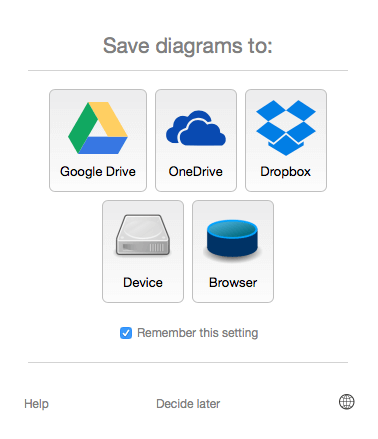 Save diagrams to:
Google Drive
OneDrive
Dropbox
Device
Browser
Remember this setting
Help
Decide later